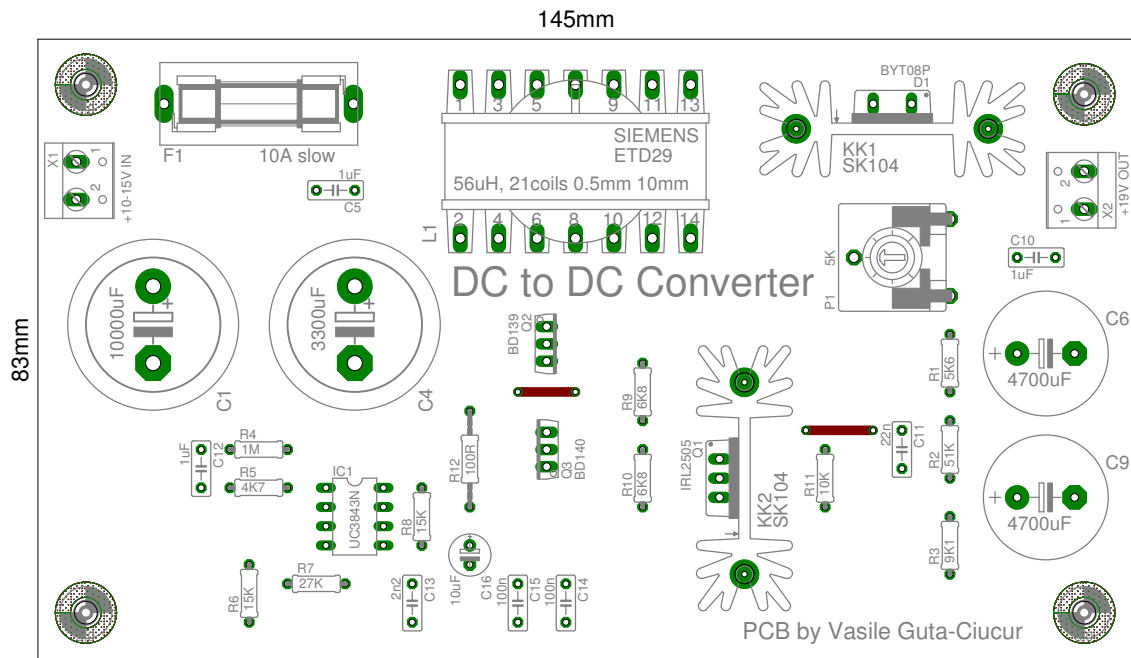 145mm
83mm
F1
10A slow
X1
1
2
+10-15V IN
1uF
C5
1 3 5 9 11 13
SIEMENS
ETD29
56uH, 21coils 0.5mm 10mm
2 4 6 8 10 12 14
L1
BYT08P
D1
KK1
SK104
2
1
X2
+19V OUT
5K
P1
C10
1uF
DC to DC Converter
10000uF
+
C1
3300uF
+
C4
BD139
Q2
Q3
BD140
R9
6K8
R10
6K8
R12
100R
IRL2505
Q1
KK2
SK104
R11
10K
22n
C11
R1
5K6
R2
51K
R3
9K1
C6
+
4700uF
C9
+
4700uF
1uF
C12
R4
1M
R5
4K7
IC1
UC3843N
R8
15K
R6
15K
R7
27K
2n2
C13
+
10uF
C16
100n
C15
100n
C14
PCB by Vasile Guta-Ciucur